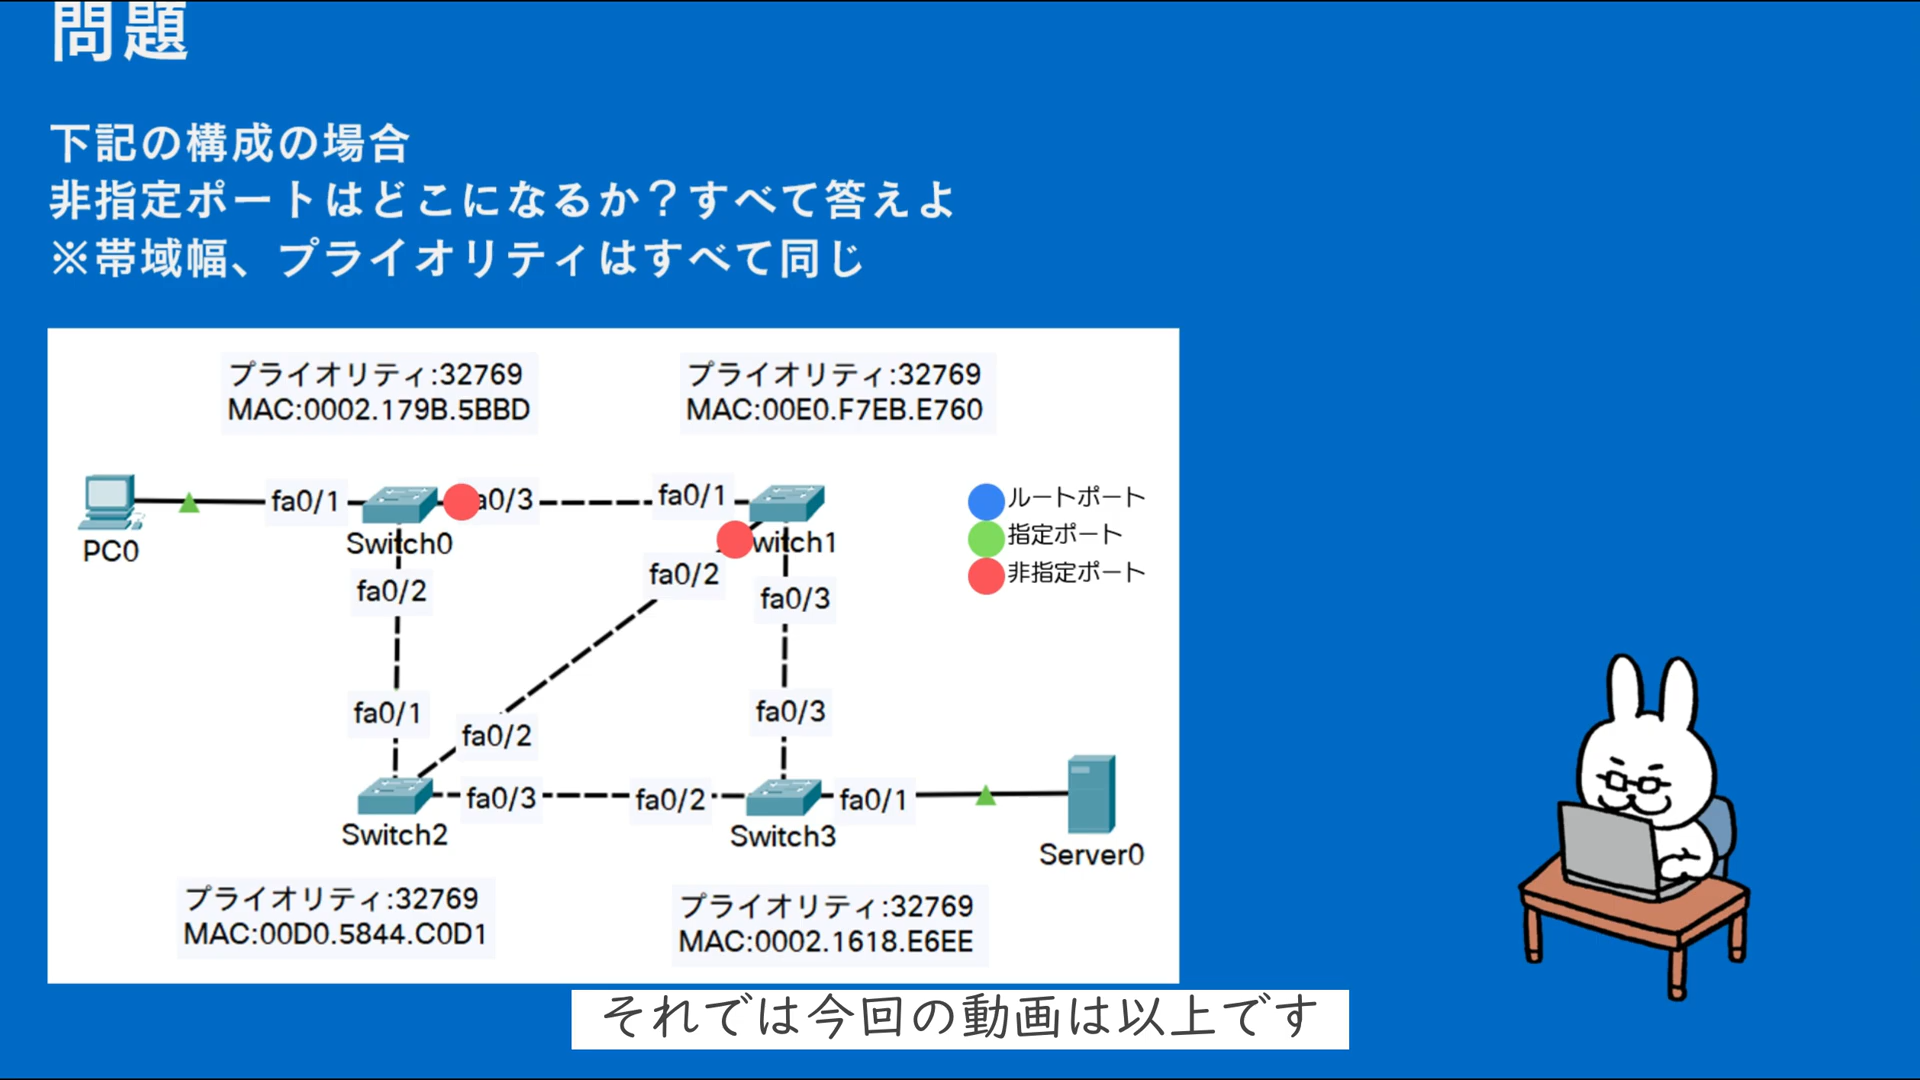 問題
下記の構成の場合
非指定ポートはどこになるか？すべて答えよ
※帯域幅、プライオリティはすべて同じ
プライオリティ:32769
MAC:0002.179B.5BBD
プライオリティ:32769
MAC:00E0.F7EB.E760
fa0/1
a0/3
fa0/1
ルートポート
指定ポート
非指定ポート
PC0
Switch0
witch1
fa0/2
fa0/2
fa0/3
fa0/1
fa0/2
fa0/3
fa0/3
fa0/2
fa0/1
Switch2
Switch3
Server0
プライオリティ:32769
MAC:00D0.5844.C0D1
プライオリティ:32769
MAC:0002.1618.E6EE
それでは今回の動画は以上です